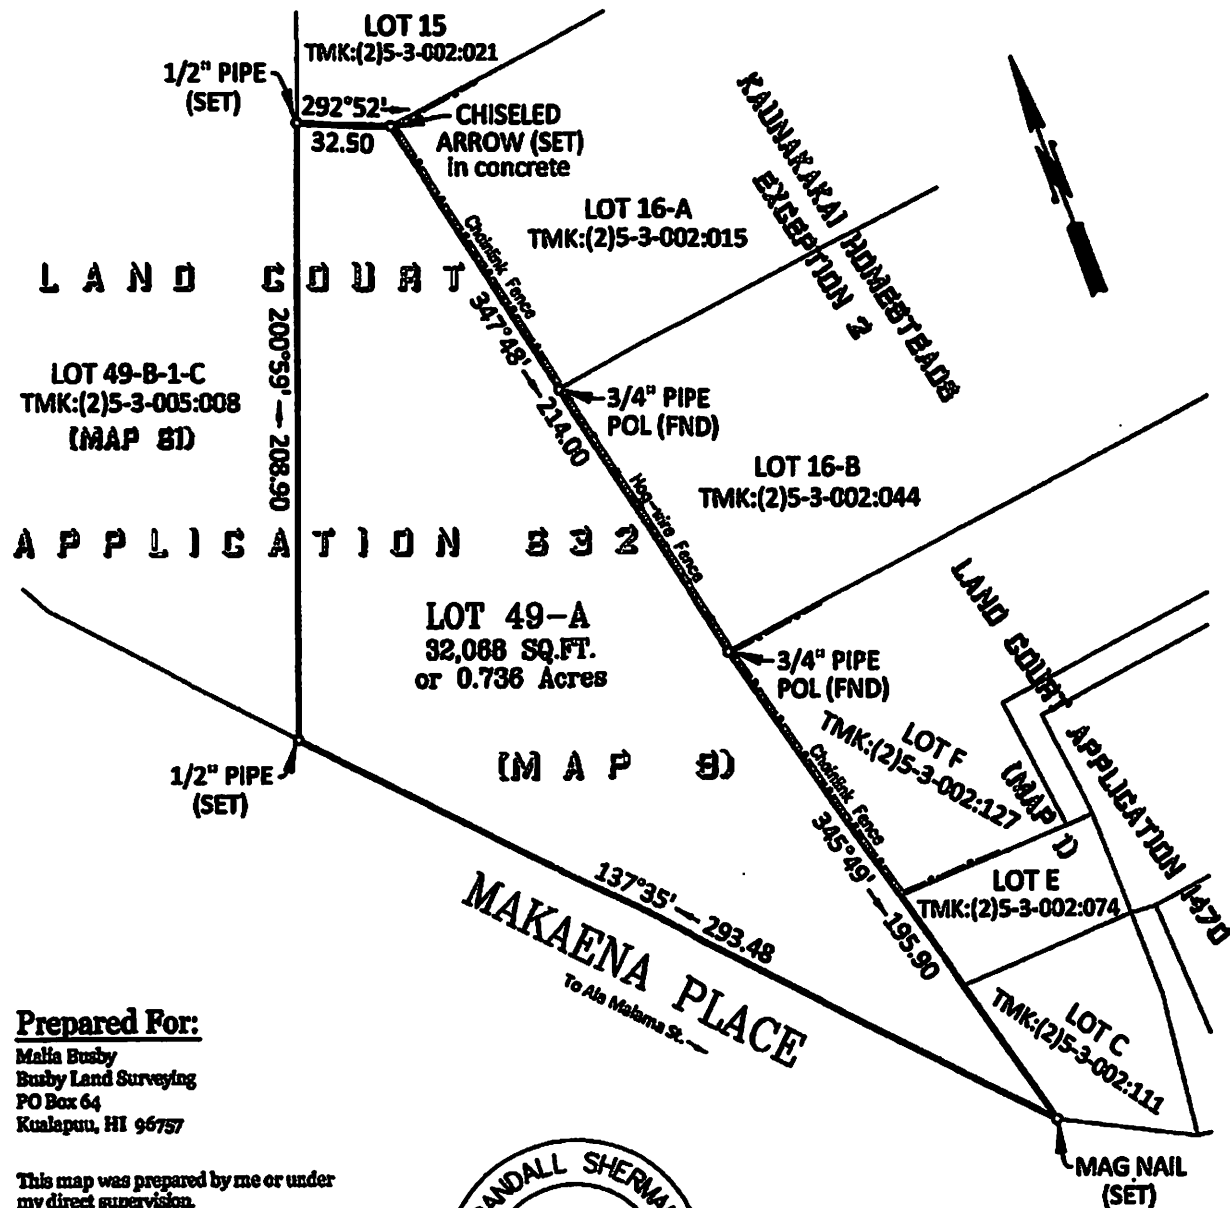 LOT 15
TMK:(2)5-3-002:021
1/2" PIPE
(SET)
292°52'
32.50
CHISELED
ARROW (SET)
in concrete
KAUNAKAKAI HOMESTEADS
EXCEPTION 2
LOT 16-A
TMK:(2)5-3-002:015
Chainlink Fence
LAND COURT
347°48' 214.00
200°59' 208.90
LOT 49-B-1-C
TMK:(2)5-3-005:008
(MAP 81)
3/4" PIPE
POL (FND)
LOT 16-B
TMK:(2)5-3-002:044
Hog-wire Fence
APPLICATION 632
LOT 49-A
32,068 SQ.FT.
or 0.736 Acres
LAND COURT APPLICATION 1470
(MAP 1)
3/4" PIPE
POL (FND)
LOT F
TMK:(2)5-3-002:127
(MAP 8)
Chainlink Fence
1/2" PIPE
(SET)
345°49' 195.90
LOT E
TMK:(2)5-3-002:074
137°35' 293.48
MAKAENA PLACE
To Ala Malama St.
LOT C
TMK:(2)5-3-002:111
MAG NAIL
(SET)
Prepared For:
Malia Busby
Busby Land Surveying
PO Box 64
Kualapuu, HI 96757
This map was prepared by me or under
my direct supervision.
RANDALL SHERMAN